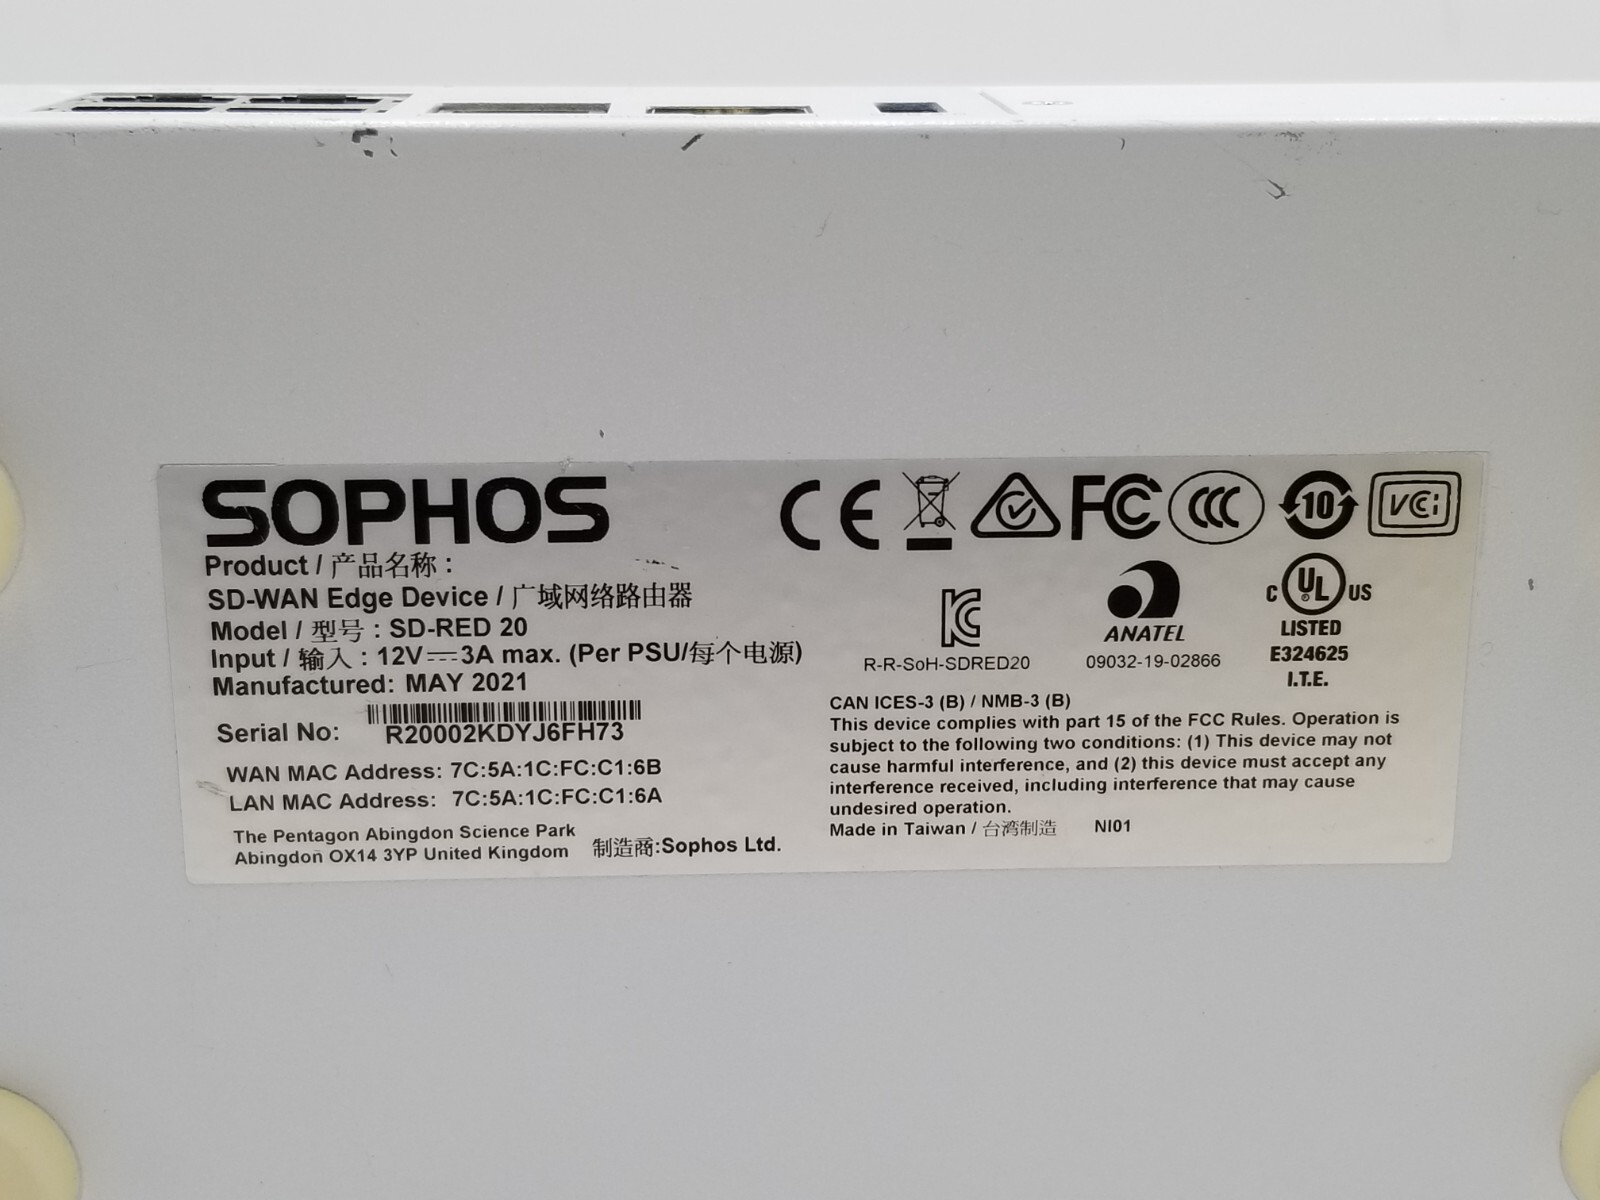 SOPHOS
Product / 产品名称 :
SD-WAN Edge Device / 广域网络路由器
Model / 型号 : SD-RED 20
Input / 输入 : 12V⎓3A max. (Per PSU/每个电源)
Manufactured: MAY 2021
Serial No: R20002KDYJ6FH73
WAN MAC Address: 7C:5A:1C:FC:C1:6B
LAN MAC Address: 7C:5A:1C:FC:C1:6A
The Pentagon Abingdon Science Park
Abingdon OX14 3YP United Kingdom 制造商:Sophos Ltd.
CE FC CCC 10 VCi
R-R-SoH-SDRED20
ANATEL
09032-19-02866
C UL US
LISTED
E324625
I.T.E.
CAN ICES-3 (B) / NMB-3 (B)
This device complies with part 15 of the FCC Rules. Operation is
subject to the following two conditions: (1) This device may not
cause harmful interference, and (2) this device must accept any
interference received, including interference that may cause
undesired operation.
Made in Taiwan / 台湾制造 NI01